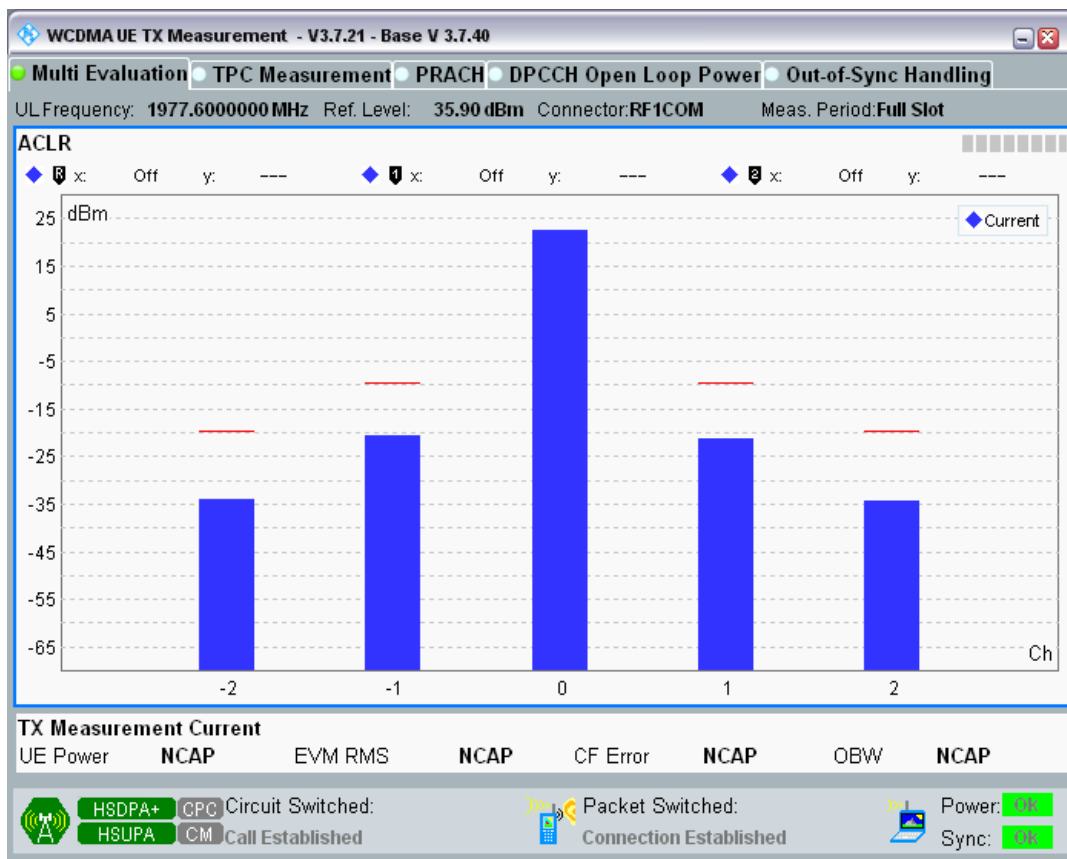 WCDMA UE TX Measurement - V3.7.21 - Base V 3.7.40
Multi Evaluation TPC Measurement PRACH DPCCH Open Loop Power Out-of-Sync Handling
UL Frequency: 1977.6000000 MHz Ref. Level: 35.90 dBm Connector:RF1COM Meas. Period:Full Slot
ACLR
R x: Off y: --- 1 x: Off y: --- 2 x: Off y: ---
dBm
Current
25
15
5
-5
-15
-25
-35
-45
-55
-65
Ch
-2 -1 0 1 2
TX Measurement Current
UE Power NCAP EVM RMS NCAP CF Error NCAP OBW NCAP
HSDPA+ CPC Circuit Switched: Packet Switched: Power: OK
HSUPA CM Call Established Connection Established Sync: OK